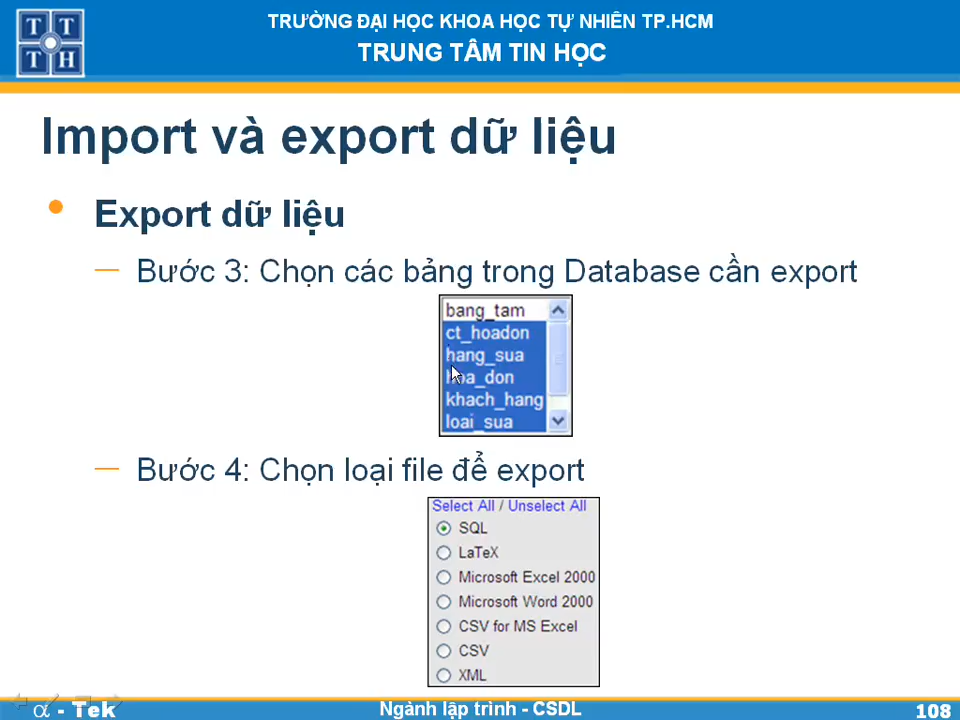 T T
T H
TRƯỜNG ĐẠI HỌC KHOA HỌC TỰ NHIÊN TP.HCM
TRUNG TÂM TIN HỌC
Import và export dữ liệu
• Export dữ liệu
– Bước 3: Chọn các bảng trong Database cần export
bang_tam
ct_hoadon
hang_sua
hoa_don
khach_hang
loai_sua
– Bước 4: Chọn loại file để export
Select All / Unselect All
SQL
LaTeX
Microsoft Excel 2000
Microsoft Word 2000
CSV for MS Excel
CSV
XML
α - Tek
Ngành lập trình - CSDL
108